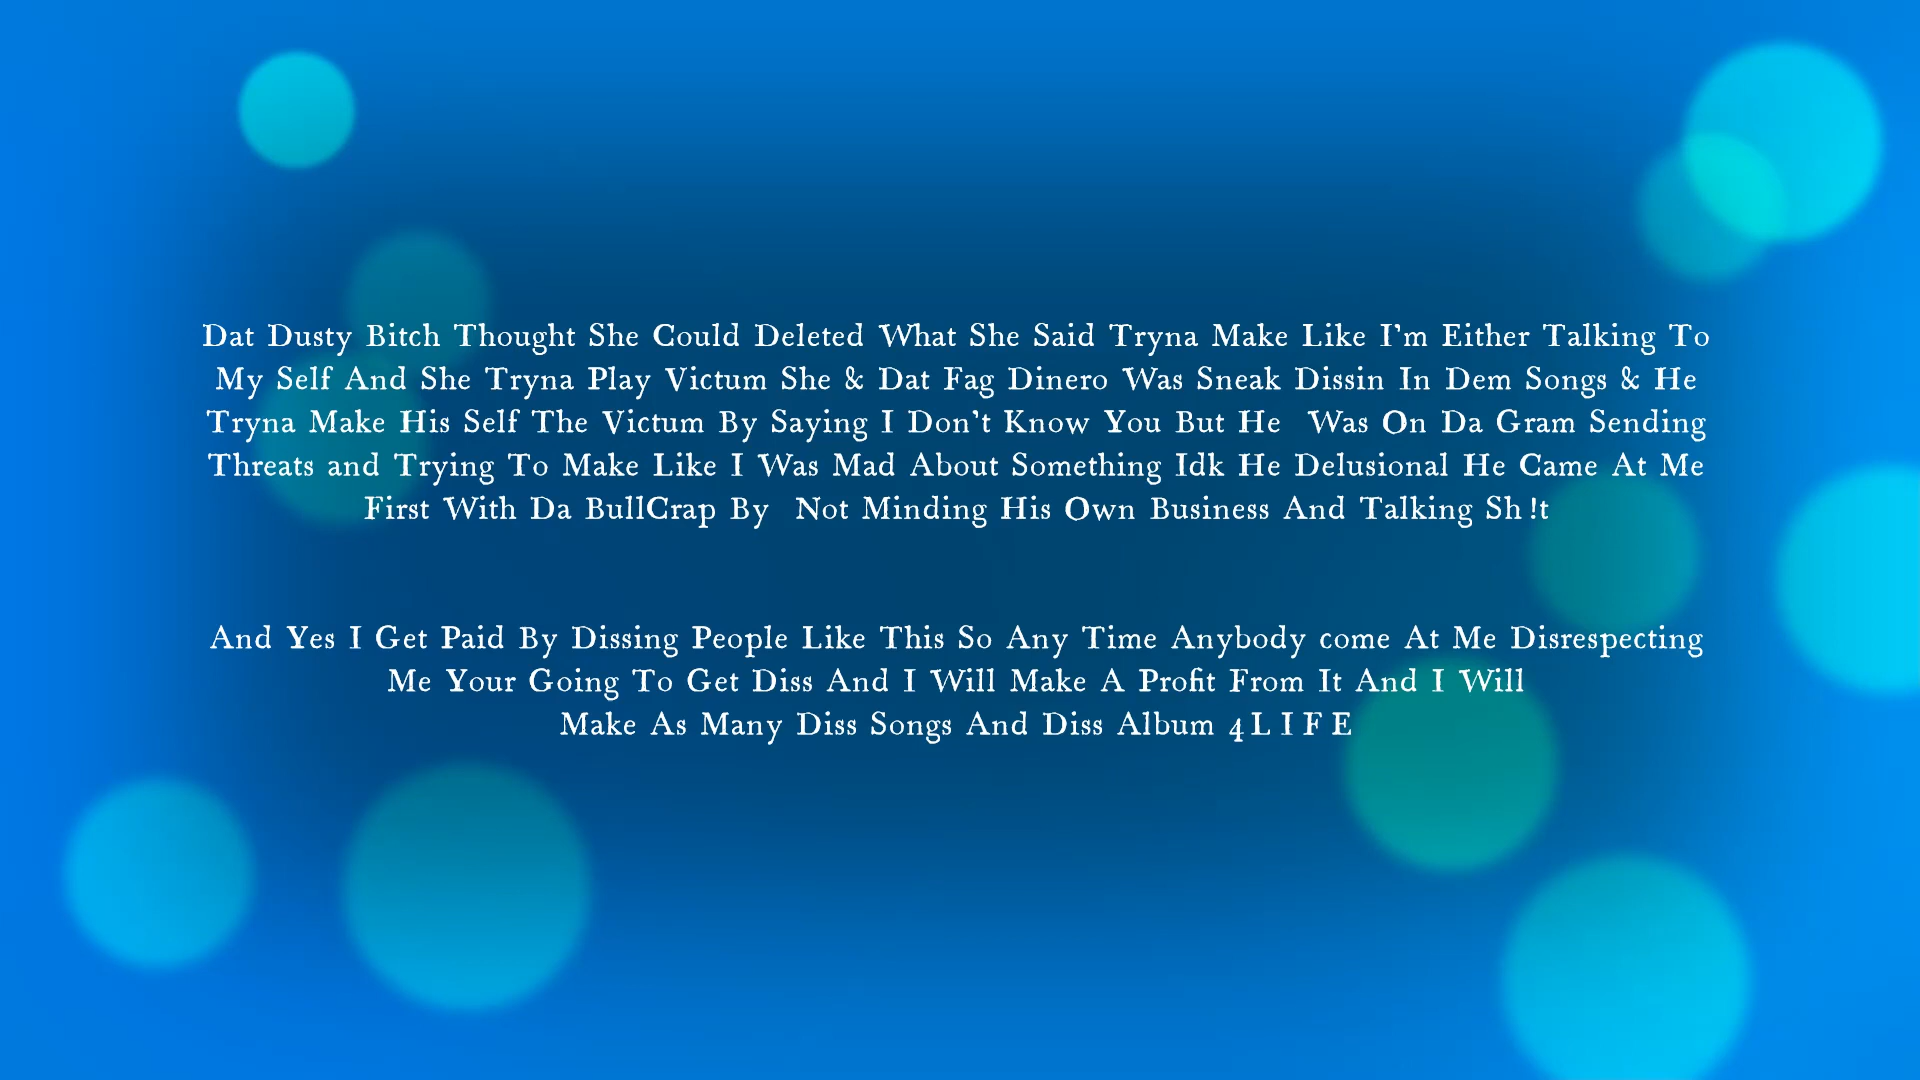 Dat Dusty Bitch Thought She Could Deleted What She Said Tryna Make Like I'm Either Talking To
My Self And She Tryna Play Victum She & Dat Fag Dinero Was Sneak Dissin In Dem Songs & He
Tryna Make His Self The Victum By Saying I Don't Know You But He Was On Da Gram Sending
Threats and Trying To Make Like I Was Mad About Something Idk He Delusional He Came At Me
First With Da BullCrap By Not Minding His Own Business And Talking Sh!t
And Yes I Get Paid By Dissing People Like This So Any Time Anybody come At Me Disrespecting
Me Your Going To Get Diss And I Will Make A Profit From It And I Will
Make As Many Diss Songs And Diss Album 4 L I F E